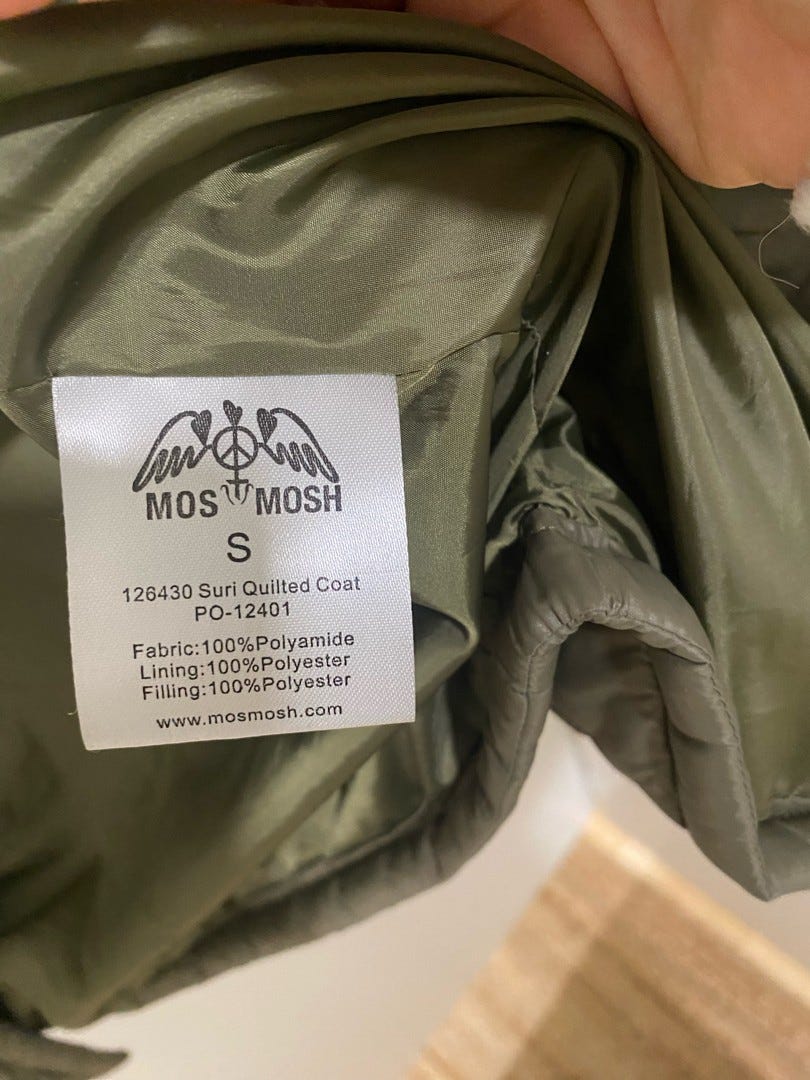 MOS MOSH
S
126430 Suri Quilted Coat
PO-12401
Fabric:100%Polyamide
Lining:100%Polyester
Filling:100%Polyester
www.mosmosh.com